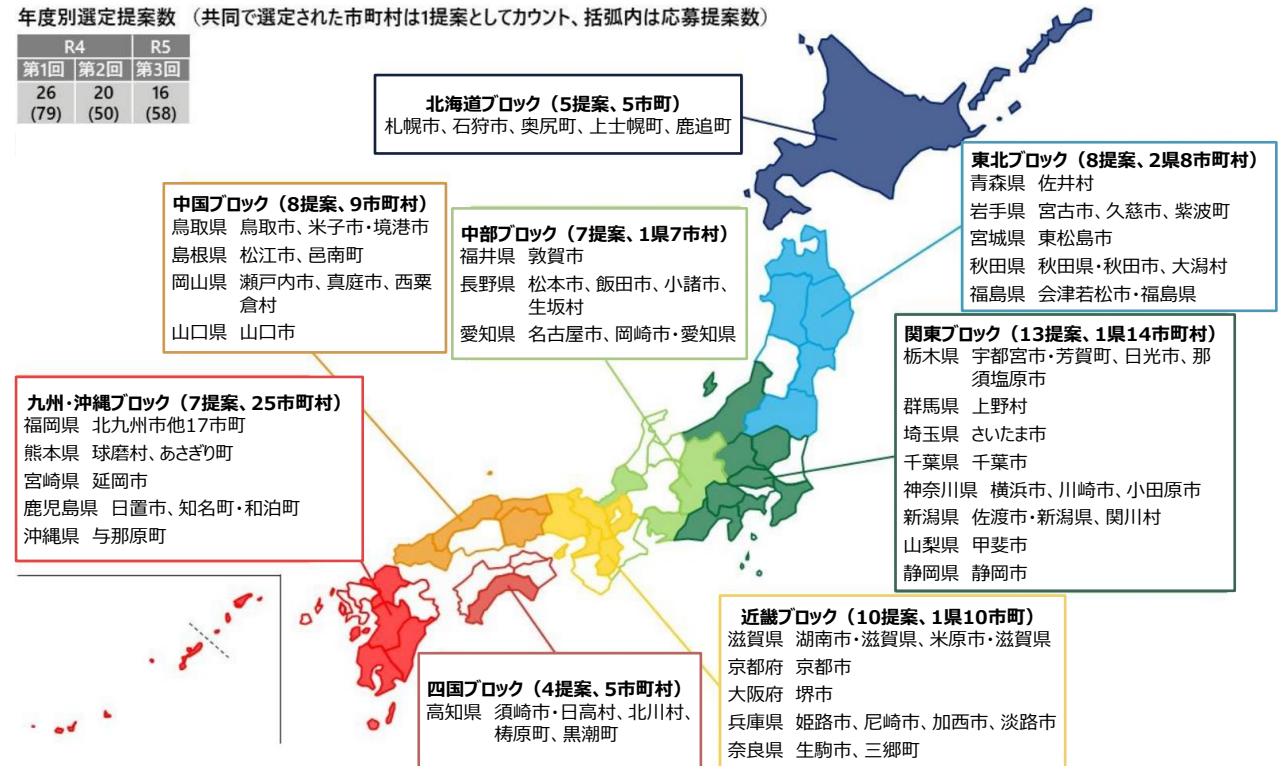 年度別選定提案数 （共同で選定された市町村は1提案としてカウント、括弧内は応募提案数）
R4 R5
第1回 第2回 第3回
26 20 16
(79) (50) (58)
北海道ブロック（5提案、5市町）
札幌市、石狩市、奥尻町、上士幌町、鹿追町
東北ブロック（8提案、2県8市町村）
青森県 佐井村
岩手県 宮古市、久慈市、紫波町
宮城県 東松島市
秋田県 秋田県・秋田市、大潟村
福島県 会津若松市・福島県
中国ブロック（8提案、9市町村）
鳥取県 鳥取市、米子市・境港市
島根県 松江市、邑南町
岡山県 瀬戸内市、真庭市、西粟
倉村
山口県 山口市
中部ブロック（7提案、1県7市村）
福井県 敦賀市
長野県 松本市、飯田市、小諸市、
生坂村
愛知県 名古屋市、岡崎市・愛知県
関東ブロック（13提案、1県14市町村）
栃木県 宇都宮市・芳賀町、日光市、那
須塩原市
群馬県 上野村
埼玉県 さいたま市
千葉県 千葉市
神奈川県 横浜市、川崎市、小田原市
新潟県 佐渡市・新潟県、関川村
山梨県 甲斐市
静岡県 静岡市
九州・沖縄ブロック（7提案、25市町村）
福岡県 北九州市他17市町
熊本県 球磨村、あさぎり町
宮崎県 延岡市
鹿児島県 日置市、知名町・和泊町
沖縄県 与那原町
四国ブロック（4提案、5市町村）
高知県 須崎市・日高村、北川村、
梼原町、黒潮町
近畿ブロック（10提案、1県10市町）
滋賀県 湖南市・滋賀県、米原市・滋賀県
京都府 京都市
大阪府 堺市
兵庫県 姫路市、尼崎市、加西市、淡路市
奈良県 生駒市、三郷町